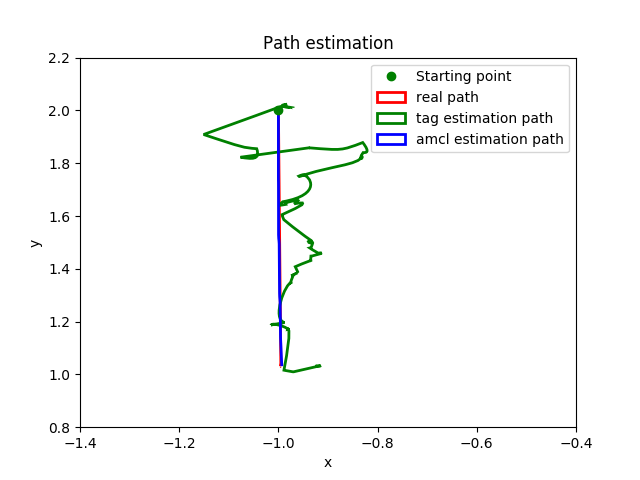 Path estimation
2.2
2.0
1.8
1.6
1.4
1.2
1.0
0.8
y
Starting point
real path
tag estimation path
amcl estimation path
−1.4 −1.2 −1.0 −0.8 −0.6 −0.4
x